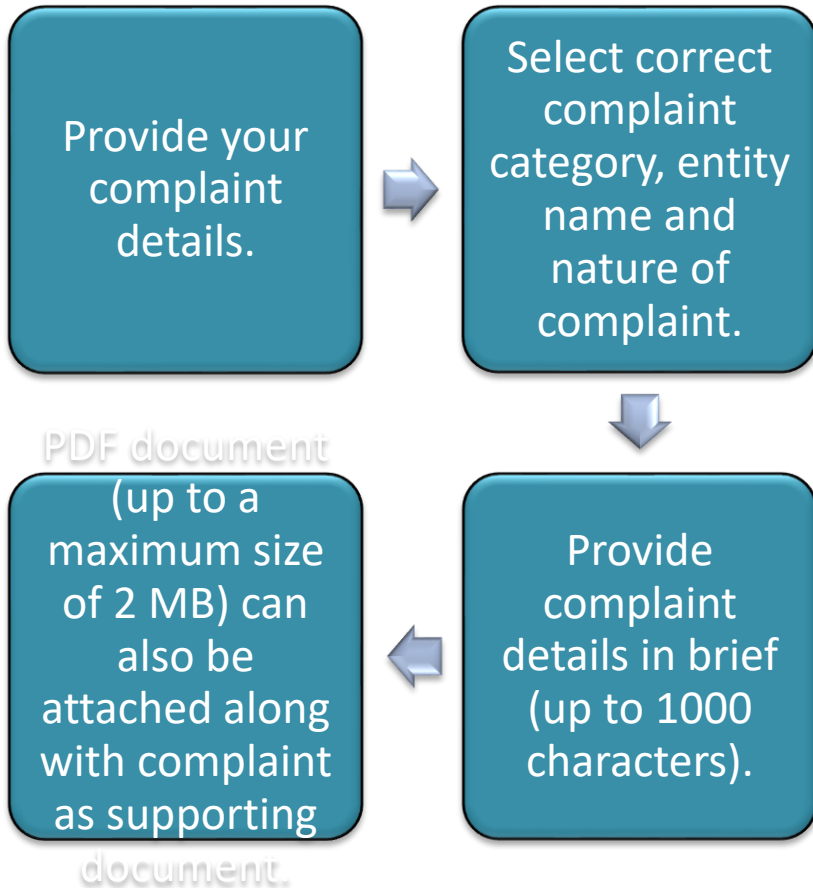 Provide your
complaint
details.
Select correct
complaint
category, entity
name and
nature of
complaint.
Provide
complaint
details in brief
(up to 1000
characters).
PDF document
(up to a
maximum size
of 2 MB) can
also be
attached along
with complaint
as supporting
document.